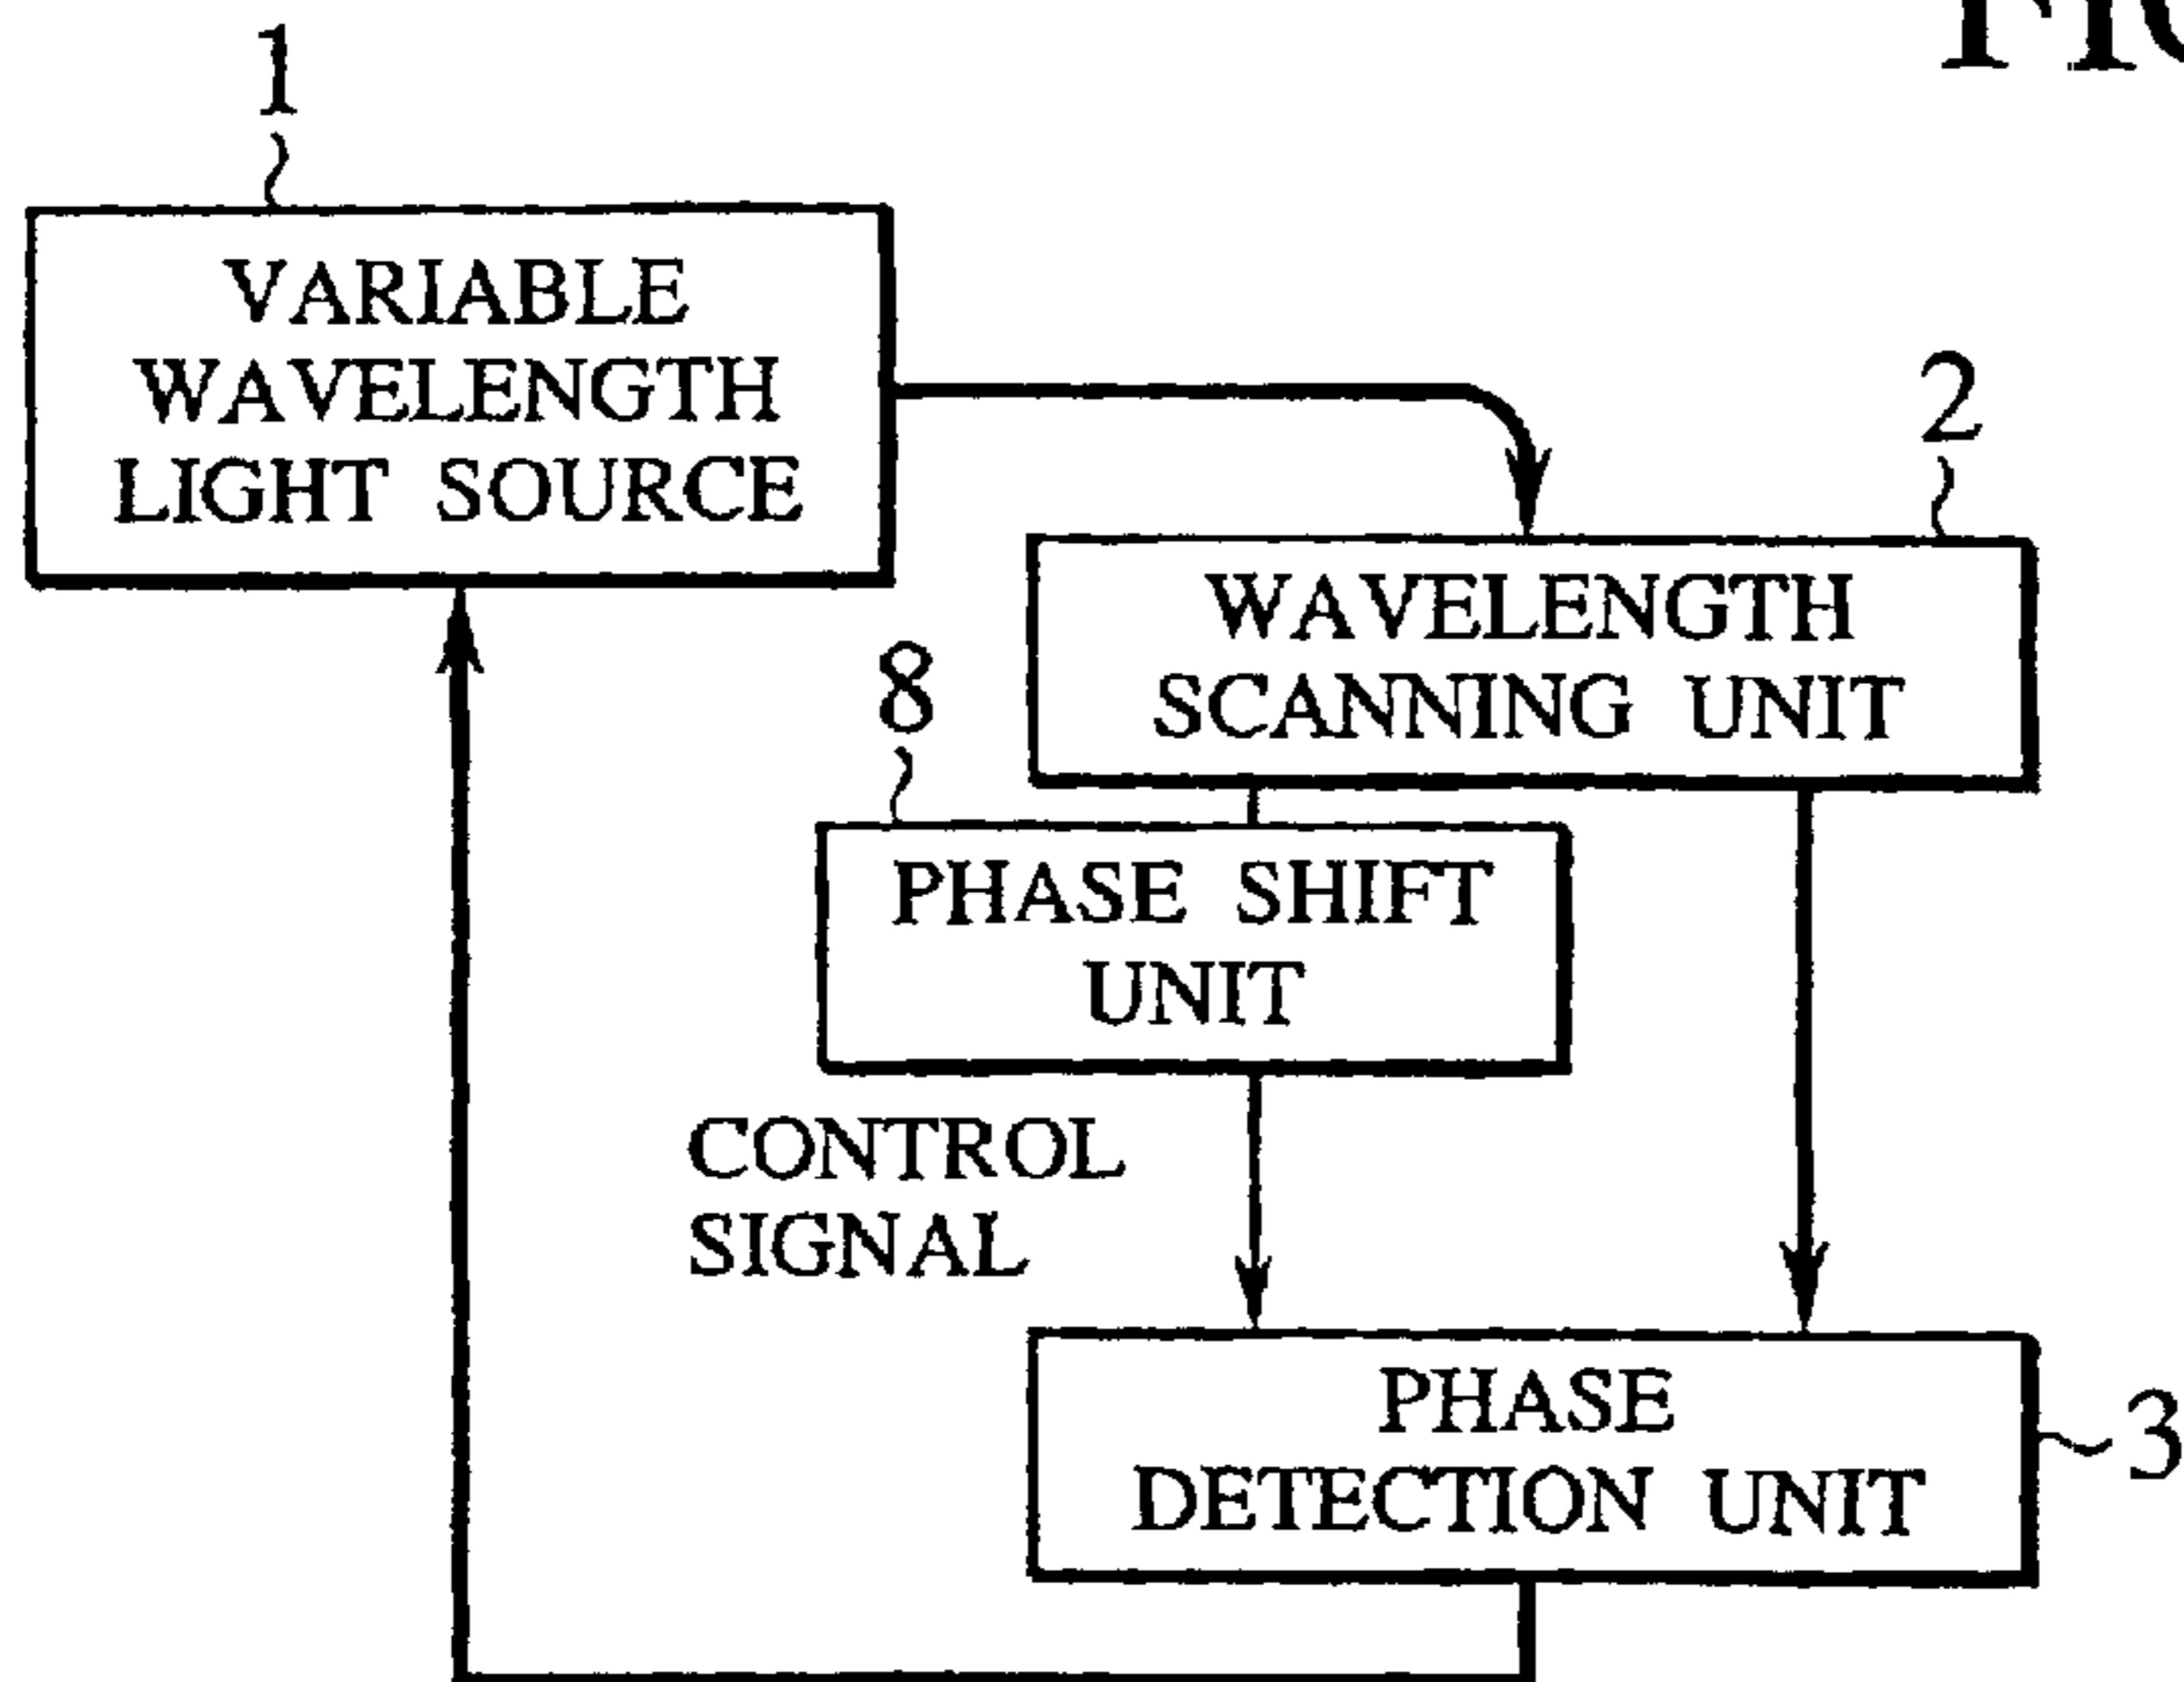 1
VARIABLE
WAVELENGTH
LIGHT SOURCE
2
WAVELENGTH
SCANNING UNIT
8
PHASE SHIFT
UNIT
CONTROL
SIGNAL
PHASE
DETECTION UNIT
3